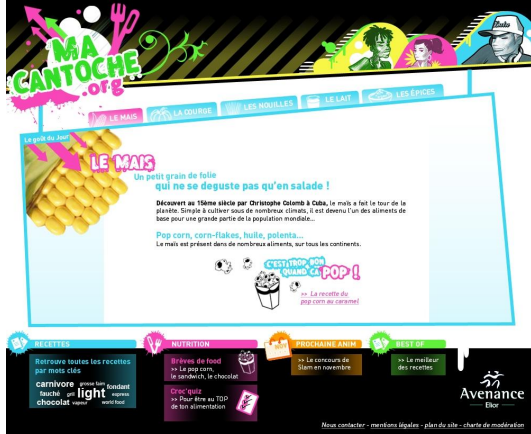 MA
CANTOCHE
.org
LE MAIS
LA COURGE
LES NOUILLES
LE LAIT
LES ÉPICES
Le goût du Jour
LE MAIS
Un petit grain de folie
qui ne se deguste pas qu'en salade !
Découvert au 15ème siècle par Christophe Colomb à Cuba, le maïs a fait le tour de la
planète. Simple à cultiver sous de nombreux climats, il est devenu l'un des aliments de
base pour une grande partie de la population mondiale...
Pop corn, corn-flakes, huile, polenta...
Le maïs est présent dans de nombreux aliments, sur tous les continents.
C'EST TROP BON
QUAND ÇA POP !
>> La recette du
pop corn au caramel
RECETTES
NUTRITION
PROCHAINE ANIM
BEST OF
Retrouve toutes les recettes
par mots clés
carnivore grosse faim fondant
fauché gril light express
chocolat vapeur world food
Brèves de food
>> Le pop corn,
le sandwich, le chocolat
Croc'quiz
>> Pour être au TOP
de ton alimentation
>> Le concours de
Slam en novembre
>> Le meilleur
des recettes
Avenance
Elior
Nous contacter - mentions légales - plan du site - charte de modération